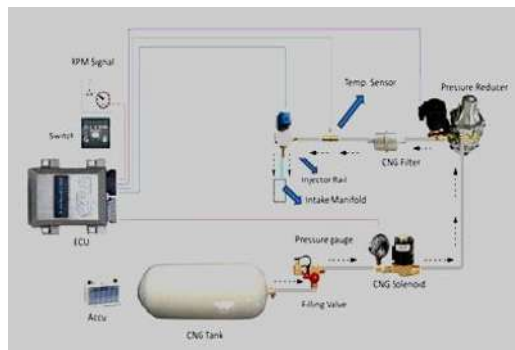 RPM Signal
Temp. Sensor
Pressure Reducer
Switch
CNG Filter
Injector Rail
Intake Manifold
ECU
Pressure gauge
CNG Solenoid
Filling Valve
Accu
CNG Tank